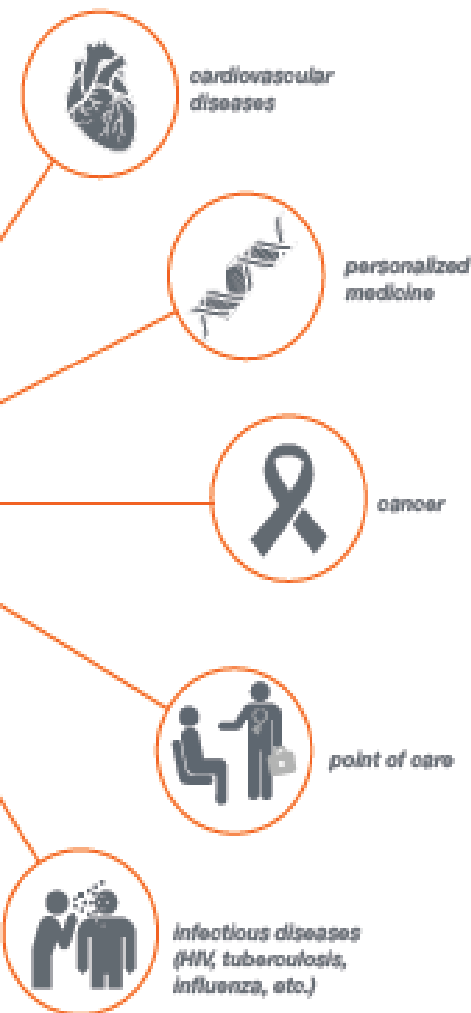 cardiovascular
diseases
personalized
medicine
cancer
point of care
infectious diseases
(HIV, tuberculosis,
influenza, etc.)